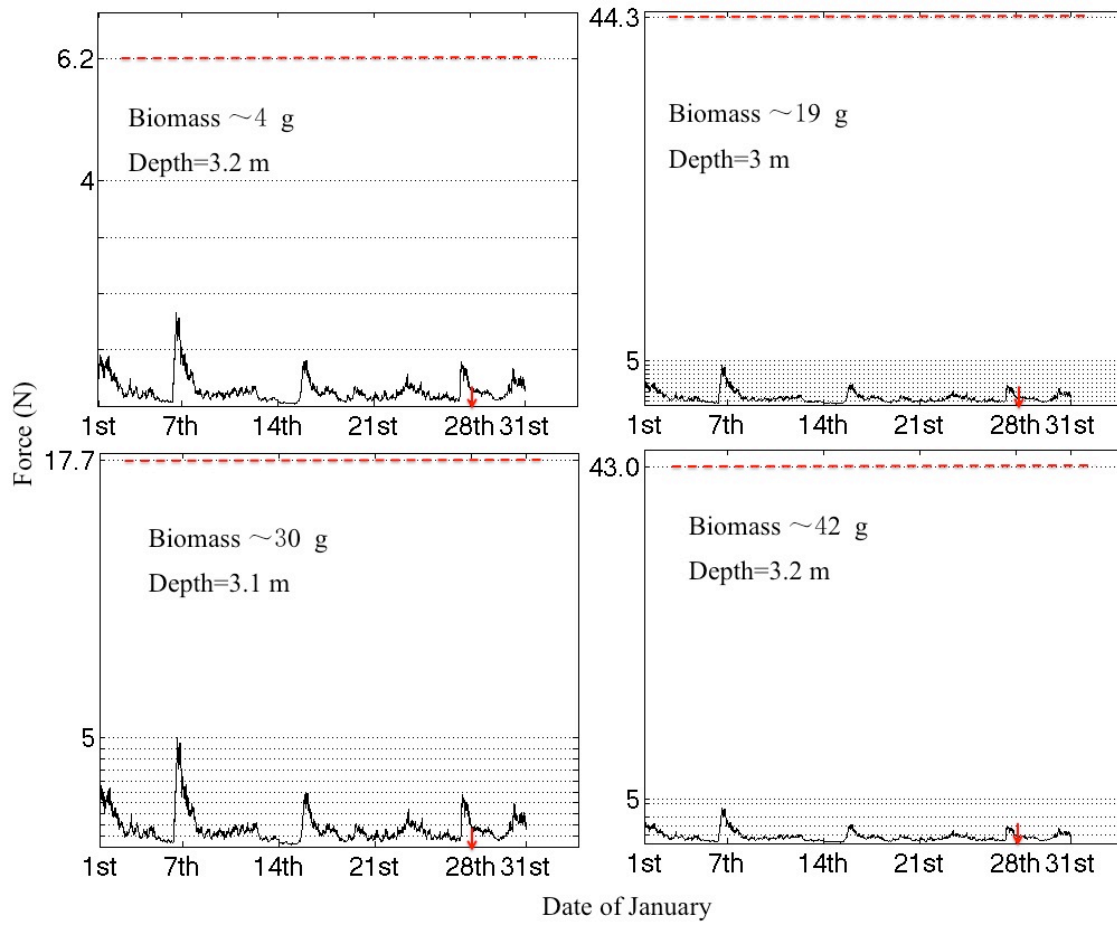 6.2
Biomass ~4 g
Depth=3.2 m
4
1st 7th 14th 21st 28th 31st
44.3
Biomass ~19 g
Depth=3 m
5
1st 7th 14th 21st 28th 31st
Force (N)
17.7
Biomass ~30 g
Depth=3.1 m
5
1st 7th 14th 21st 28th 31st
43.0
Biomass ~42 g
Depth=3.2 m
5
1st 7th 14th 21st 28th 31st
Date of January